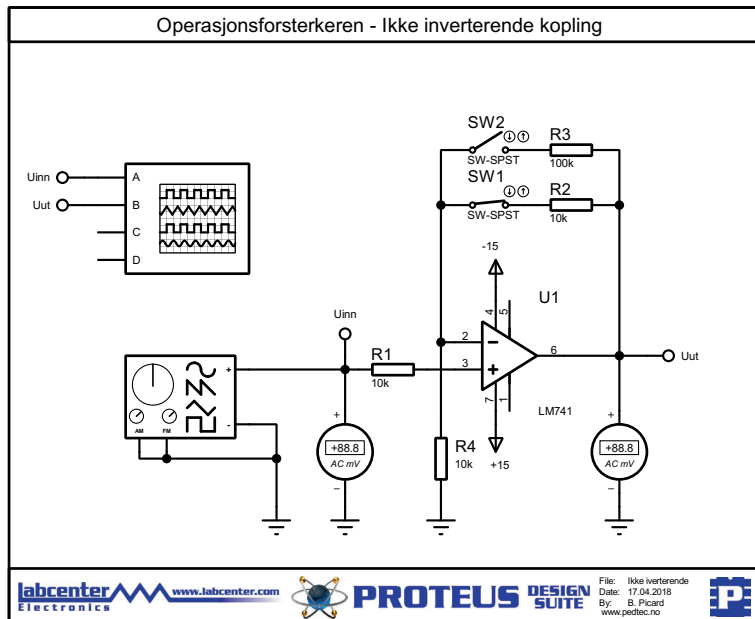 Operasjonsforsterkeren - Ikke inverterende kopling
SW2
R3
SW-SPST
100k
SW1
R2
SW-SPST
10k
Uinn
A
Uut
B
C
D
-15
U1
4
5
2
6
Uut
3
7
1
LM741
+15
Uinn
R1
10k
R4
10k
+
-
AM
FM
+
+88.8
AC mV
-
+
+88.8
AC mV
-
labcenter
Electronics
www.labcenter.com
PROTEUS DESIGN SUITE
File: Ikke iverterende
Date: 17.04.2018
By: B. Picard
www.pedtec.no
P